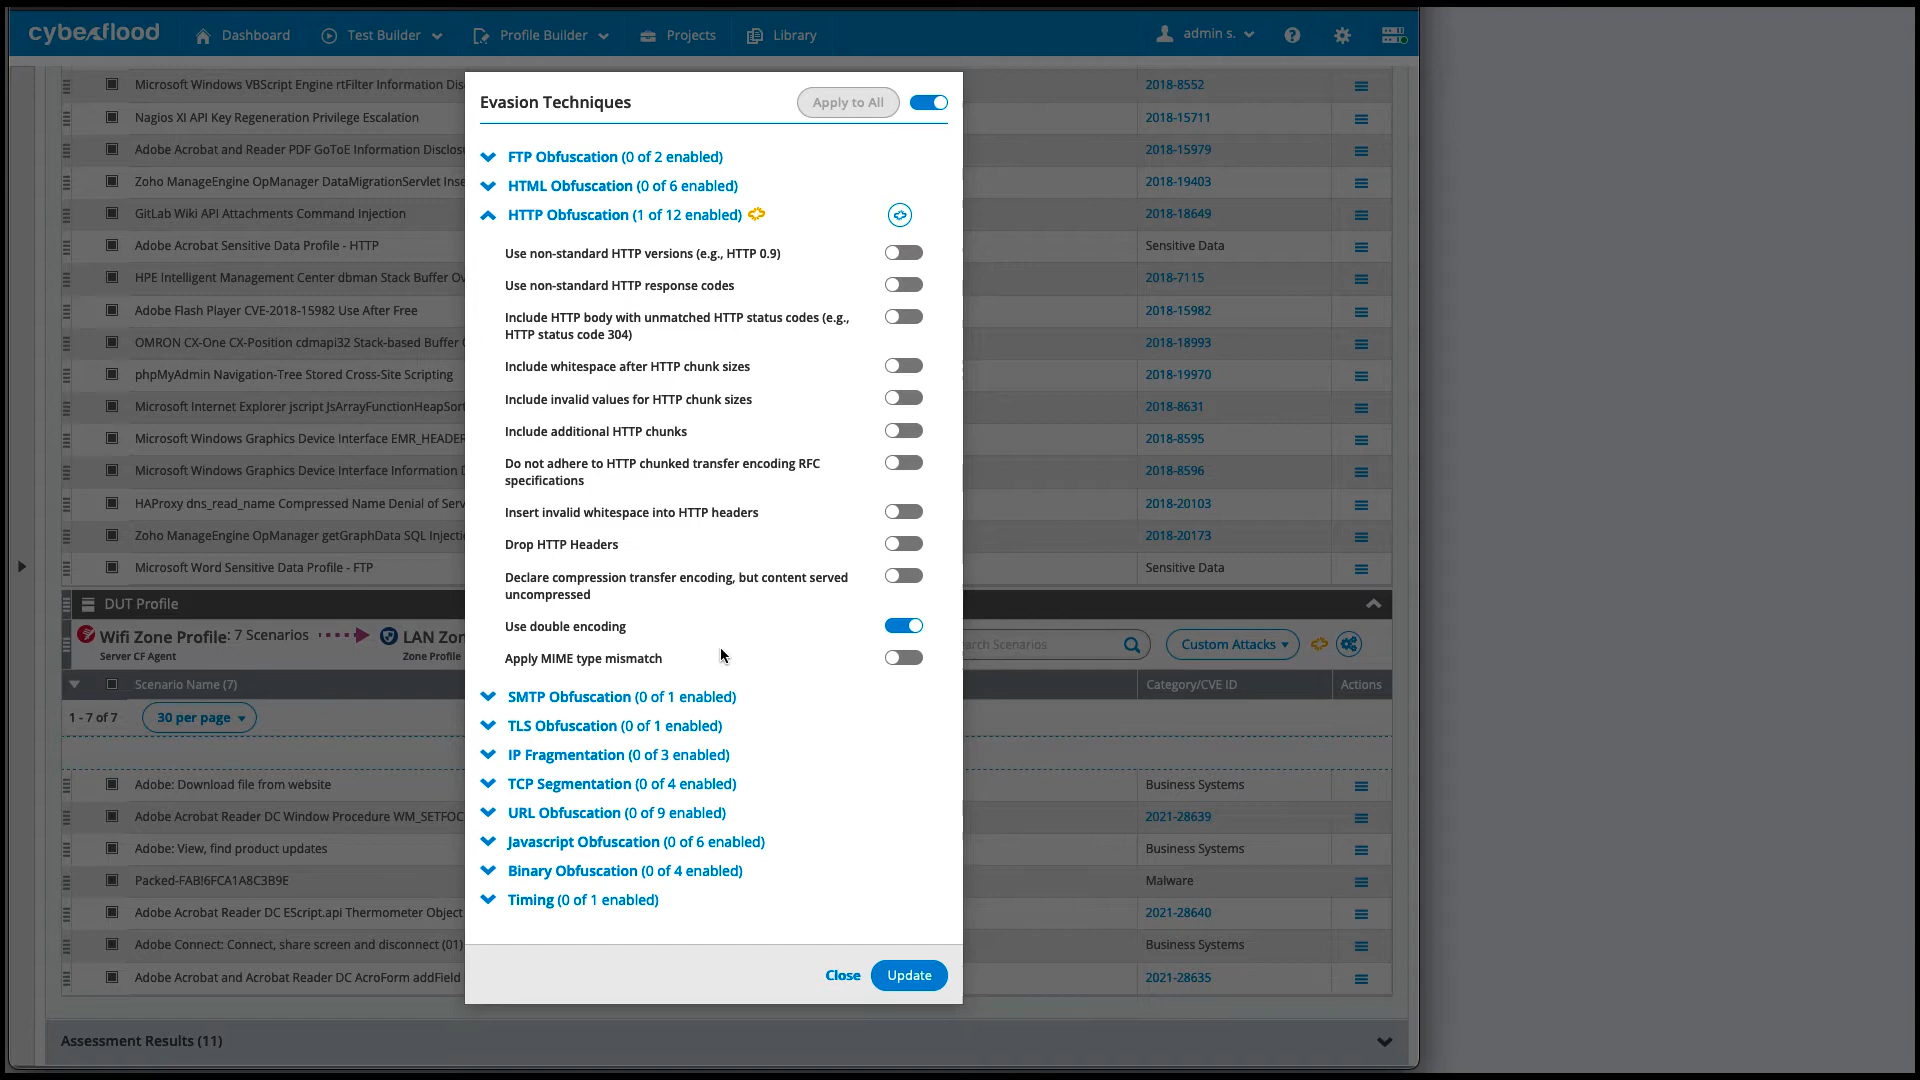 cyberflood
Dashboard
Test Builder
Profile Builder
Projects
Library
admin s.
Microsoft Windows VBScript Engine rtFilter Information Disc
2018-8552
Nagios XI API Key Regeneration Privilege Escalation
2018-15711
Adobe Acrobat and Reader PDF GoToE Information Disclosu
2018-15979
Zoho ManageEngine OpManager DataMigrationServlet Inse
2018-19403
GitLab Wiki API Attachments Command Injection
2018-18649
Adobe Acrobat Sensitive Data Profile - HTTP
Sensitive Data
HPE Intelligent Management Center dbman Stack Buffer Ov
2018-7115
Adobe Flash Player CVE-2018-15982 Use After Free
2018-15982
OMRON CX-One CX-Position cdmapi32 Stack-based Buffer O
2018-18993
phpMyAdmin Navigation-Tree Stored Cross-Site Scripting
2018-19970
Microsoft Internet Explorer jscript JsArrayFunctionHeapSort
2018-8631
Microsoft Windows Graphics Device Interface EMR_HEADER
2018-8595
Microsoft Windows Graphics Device Interface Information D
2018-8596
HAProxy dns_read_name Compressed Name Denial of Serv
2018-20103
Zoho ManageEngine OpManager getGraphData SQL Injecti
2018-20173
Microsoft Word Sensitive Data Profile - FTP
Sensitive Data
DUT Profile
Wifi Zone Profile: 7 Scenarios
Server CF Agent
LAN Zon
Zone Profile
arch Scenarios
Custom Attacks
Scenario Name (7)
Category/CVE ID
Actions
1 - 7 of 7
30 per page
Adobe: Download file from website
Business Systems
Adobe Acrobat Reader DC Window Procedure WM_SETFOC
2021-28639
Adobe: View, find product updates
Business Systems
Packed-FAB!6FCA1A8C3B9E
Malware
Adobe Acrobat Reader DC EScript.api Thermometer Object
2021-28640
Adobe Connect: Connect, share screen and disconnect (01)
Business Systems
Adobe Acrobat and Acrobat Reader DC AcroForm addField
2021-28635
Assessment Results (11)
Evasion Techniques
Apply to All
FTP Obfuscation (0 of 2 enabled)
HTML Obfuscation (0 of 6 enabled)
HTTP Obfuscation (1 of 12 enabled)
Use non-standard HTTP versions (e.g., HTTP 0.9)
Use non-standard HTTP response codes
Include HTTP body with unmatched HTTP status codes (e.g.,
HTTP status code 304)
Include whitespace after HTTP chunk sizes
Include invalid values for HTTP chunk sizes
Include additional HTTP chunks
Do not adhere to HTTP chunked transfer encoding RFC
specifications
Insert invalid whitespace into HTTP headers
Drop HTTP Headers
Declare compression transfer encoding, but content served
uncompressed
Use double encoding
Apply MIME type mismatch
SMTP Obfuscation (0 of 1 enabled)
TLS Obfuscation (0 of 1 enabled)
IP Fragmentation (0 of 3 enabled)
TCP Segmentation (0 of 4 enabled)
URL Obfuscation (0 of 9 enabled)
Javascript Obfuscation (0 of 6 enabled)
Binary Obfuscation (0 of 4 enabled)
Timing (0 of 1 enabled)
Close
Update